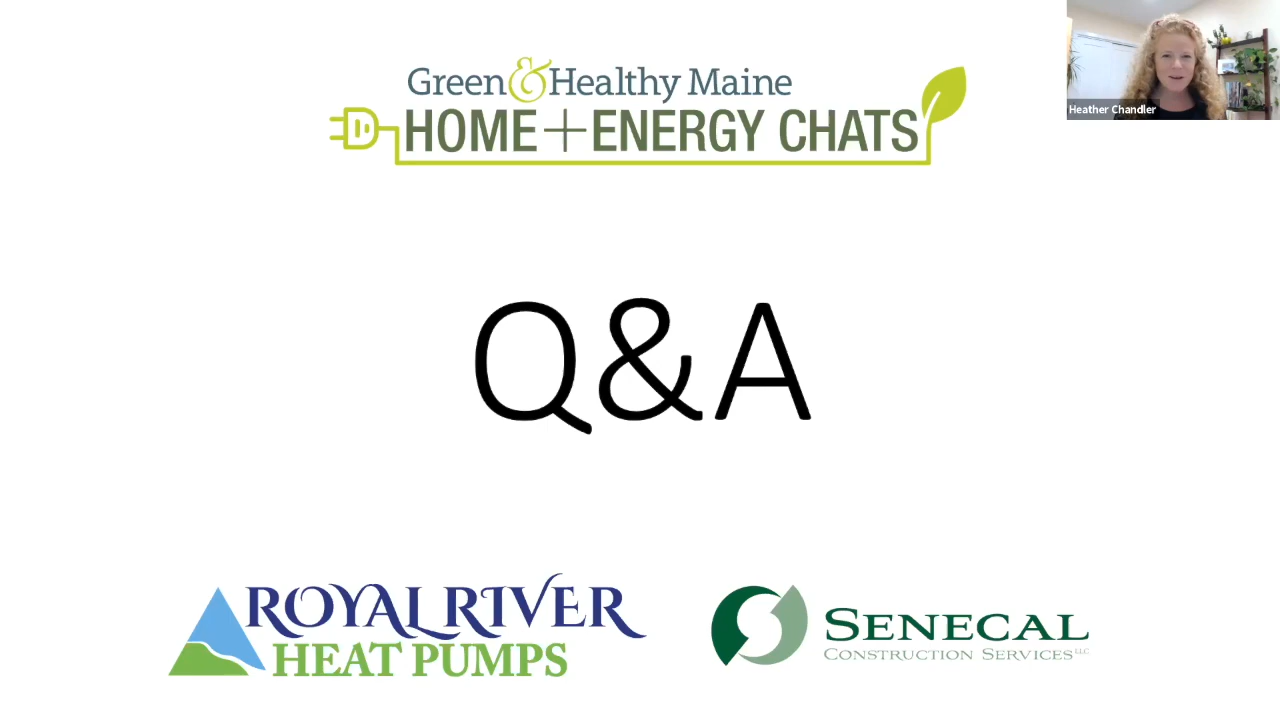 Green & Healthy Maine
HOME+ENERGY CHATS
Heather Chandler
Q&A
ROYAL RIVER
HEAT PUMPS
SENECAL
CONSTRUCTION SERVICES LLC